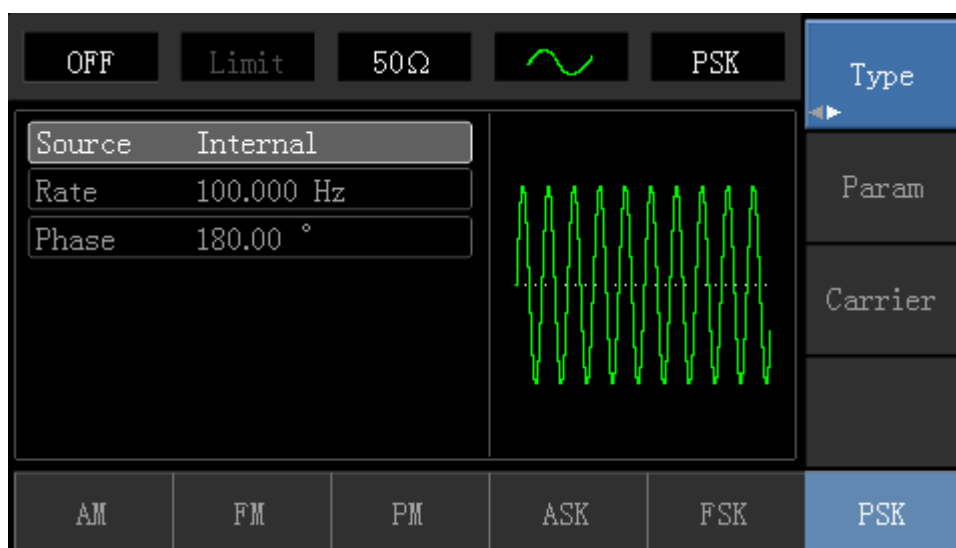 OFF Limit 50Ω PSK
Type
Source Internal
Rate 100.000 Hz
Phase 180.00 °
Param
Carrier
AM FM PM ASK FSK PSK